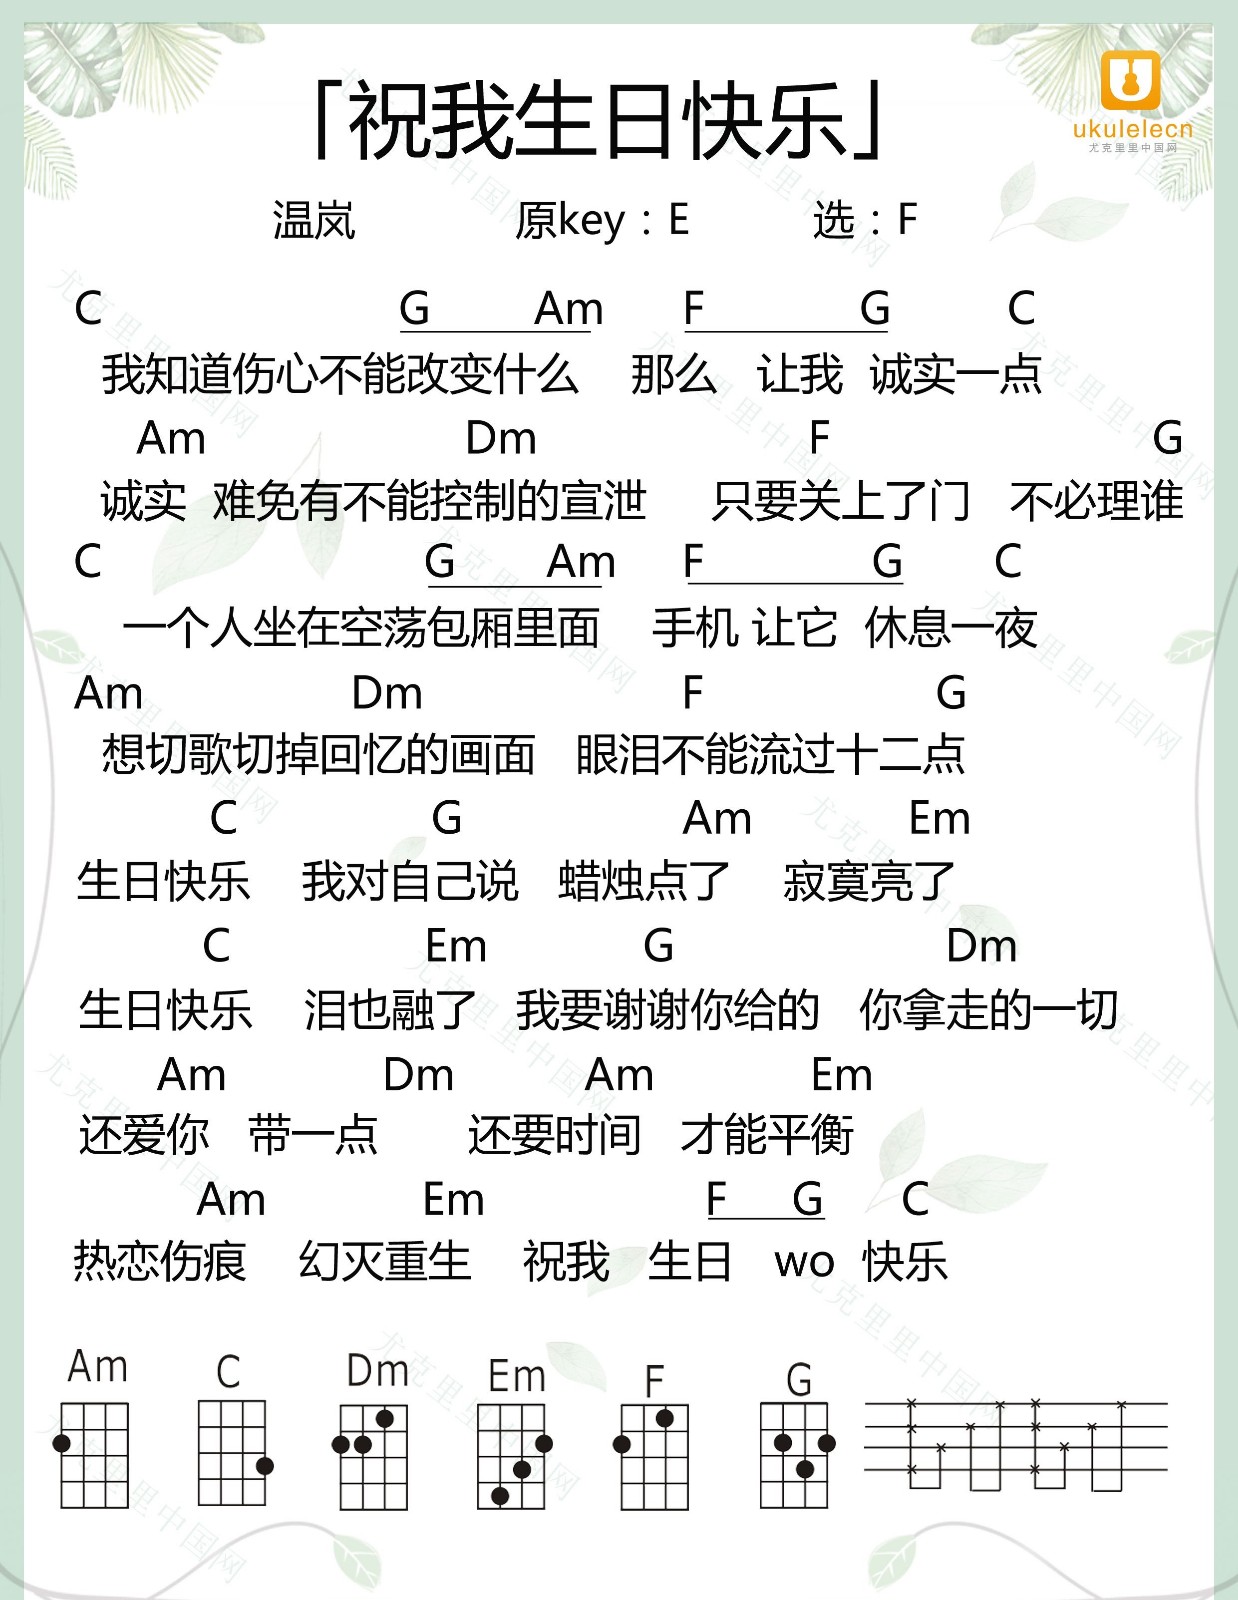 「祝我生日快乐」
ukulelecn
尤克里里中国网
温岚 原key：E 选：F
C G Am F G C
我知道伤心不能改变什么 那么 让我 诚实一点
Am Dm F G
诚实 难免有不能控制的宣泄 只要关上了门 不必理谁
C G Am F G C
一个人坐在空荡包厢里面 手机 让它 休息一夜
Am Dm F G
想切歌切掉回忆的画面 眼泪不能流过十二点
C G Am Em
生日快乐 我对自己说 蜡烛点了 寂寞亮了
C Em G Dm
生日快乐 泪也融了 我要谢谢你给的 你拿走的一切
Am Dm Am Em
还爱你 带一点 还要时间 才能平衡
Am Em F G C
热恋伤痕 幻灭重生 祝我 生日 wo 快乐
Am C Dm Em F G